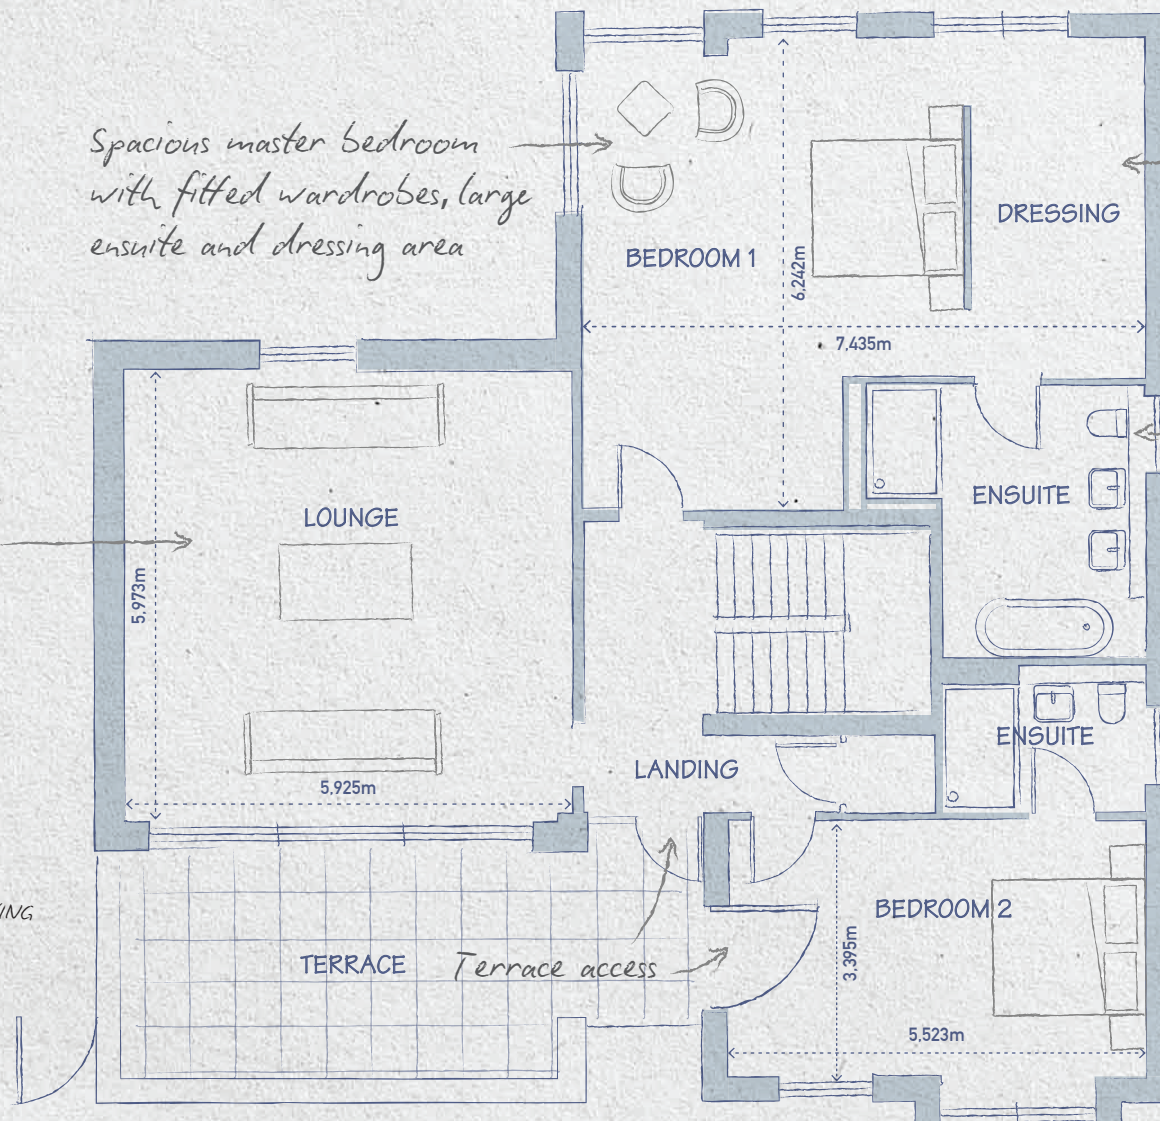 Spacious master bedroom
with fitted wardrobes, large
ensuite and dressing area
DRESSING
BEDROOM 1
6,242m
7,435m
ENSUITE
LOUNGE
5,973m
ENSUITE
LANDING
5,925m
BEDROOM 2
3,395m
TERRACE
Terrace access
5,523m